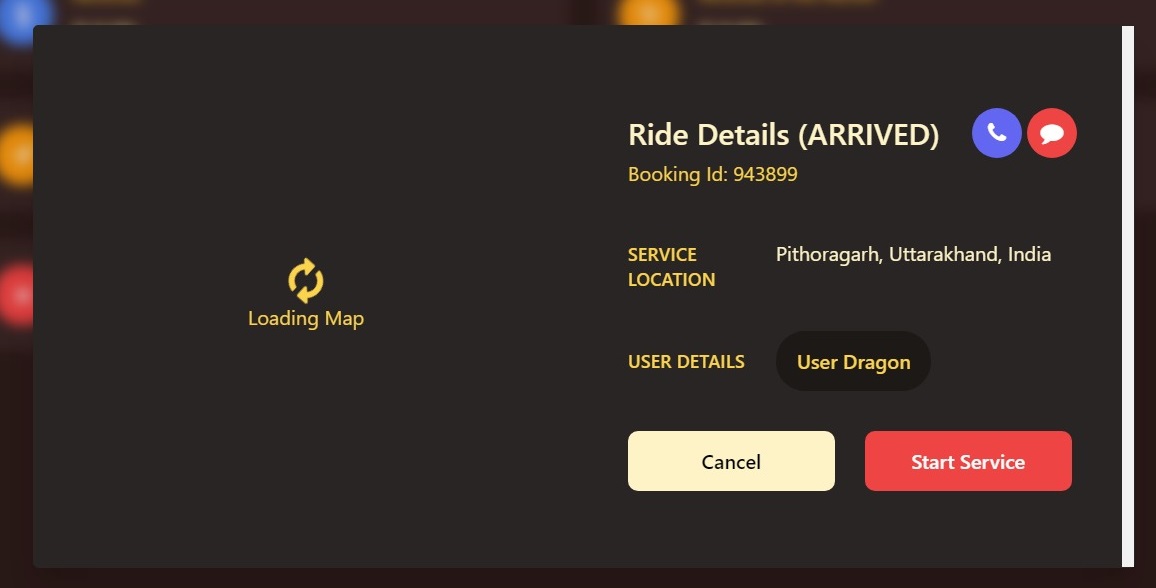 Ride Details (ARRIVED)
Booking Id: 943899
SERVICE
LOCATION
Pithoragarh, Uttarakhand, India
Loading Map
USER DETAILS
User Dragon
Cancel
Start Service